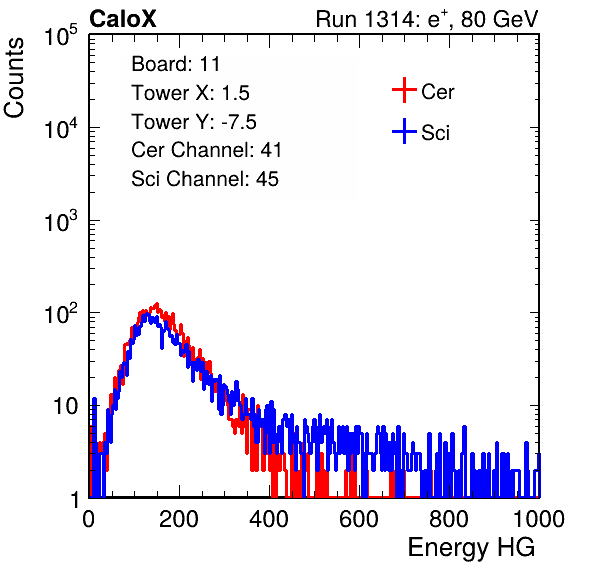 CaloX Run 1314: e⁺, 80 GeV
10⁵
Counts
Board: 11
Tower X: 1.5
Tower Y: -7.5
Cer Channel: 41
Sci Channel: 45
Cer
Sci
10⁴
10³
10²
10
1
0 200 400 600 800 1000
Energy HG